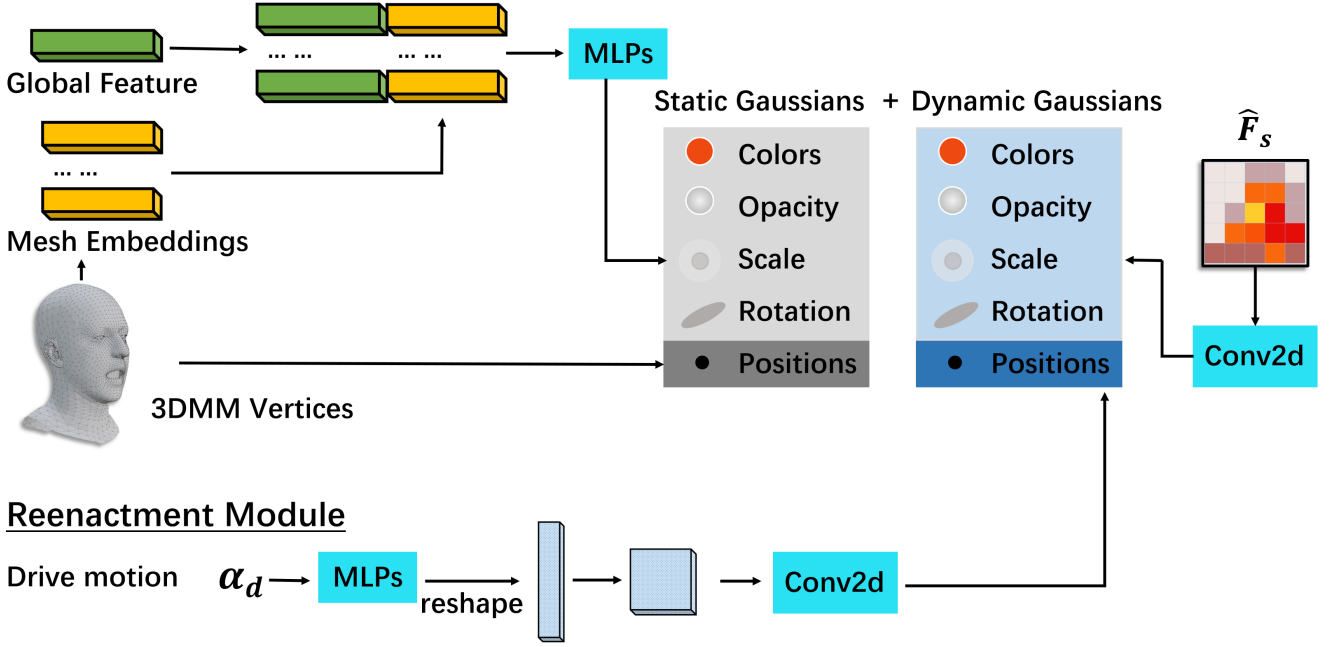 Global Feature
... ...
... ...
MLPs
... ...
Mesh Embeddings
3DMM Vertices
Static Gaussians + Dynamic Gaussians
Colors
Opacity
Scale
Rotation
Positions
Colors
Opacity
Scale
Rotation
Positions
F̂ₛ
Conv2d
Reenactment Module
Drive motion α_d
MLPs
reshape
Conv2d